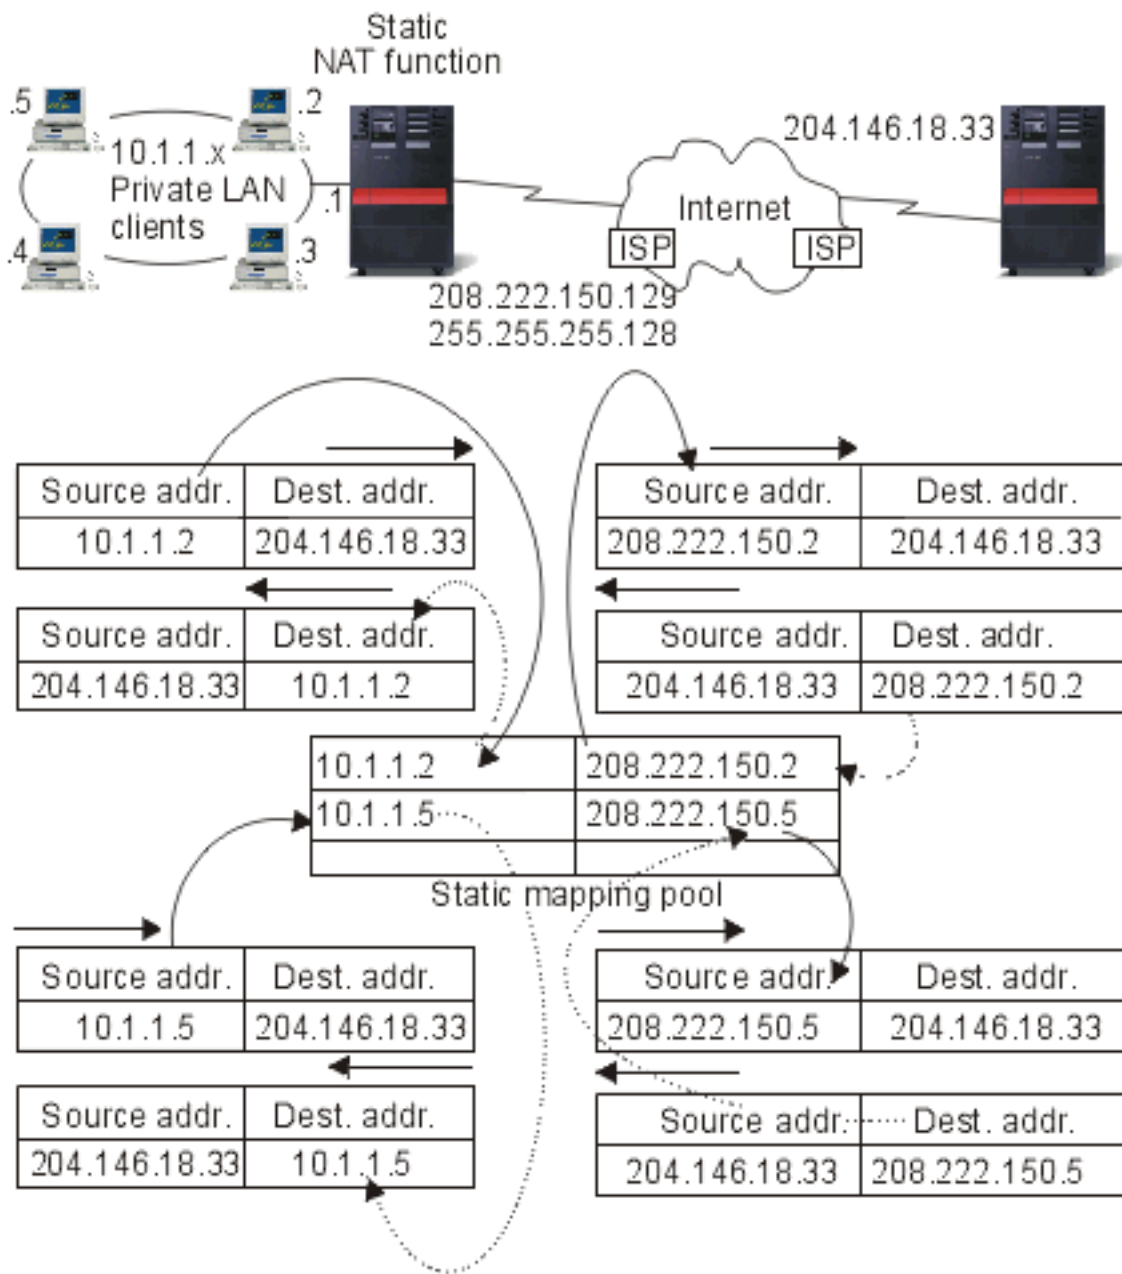 Static
NAT function
.5
.2
204.146.18.33
10.1.1.x
Private LAN
clients
.1
.4
.3
Internet
ISP
ISP
208.222.150.129
255.255.255.128
Source addr. Dest. addr.
10.1.1.2 204.146.18.33
Source addr. Dest. addr.
208.222.150.2 204.146.18.33
Source addr. Dest. addr.
204.146.18.33 10.1.1.2
Source addr. Dest. addr.
204.146.18.33 208.222.150.2
10.1.1.2 208.222.150.2
10.1.1.5 208.222.150.5
Static mapping pool
Source addr. Dest. addr.
10.1.1.5 204.146.18.33
Source addr. Dest. addr.
208.222.150.5 204.146.18.33
Source addr. Dest. addr.
204.146.18.33 10.1.1.5
Source addr. Dest. addr.
204.146.18.33 208.222.150.5